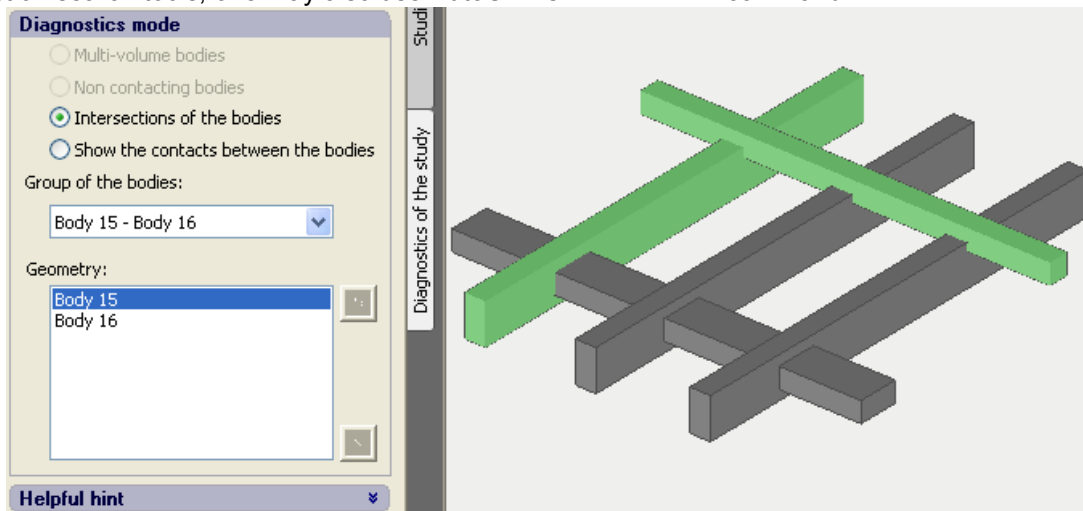 Diagnostics mode
Multi-volume bodies
Non contacting bodies
Intersections of the bodies
Show the contacts between the bodies
Group of the bodies:
Body 15 - Body 16
Geometry:
Body 15
Body 16
Helpful hint
Studi
Diagnostics of the study